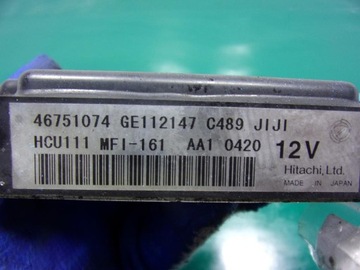 46751074 GE112147 C489 JIJI
HCU111 MFI-161 AA1 0420 12V
Hitachi, Ltd.
MADE IN JAPAN